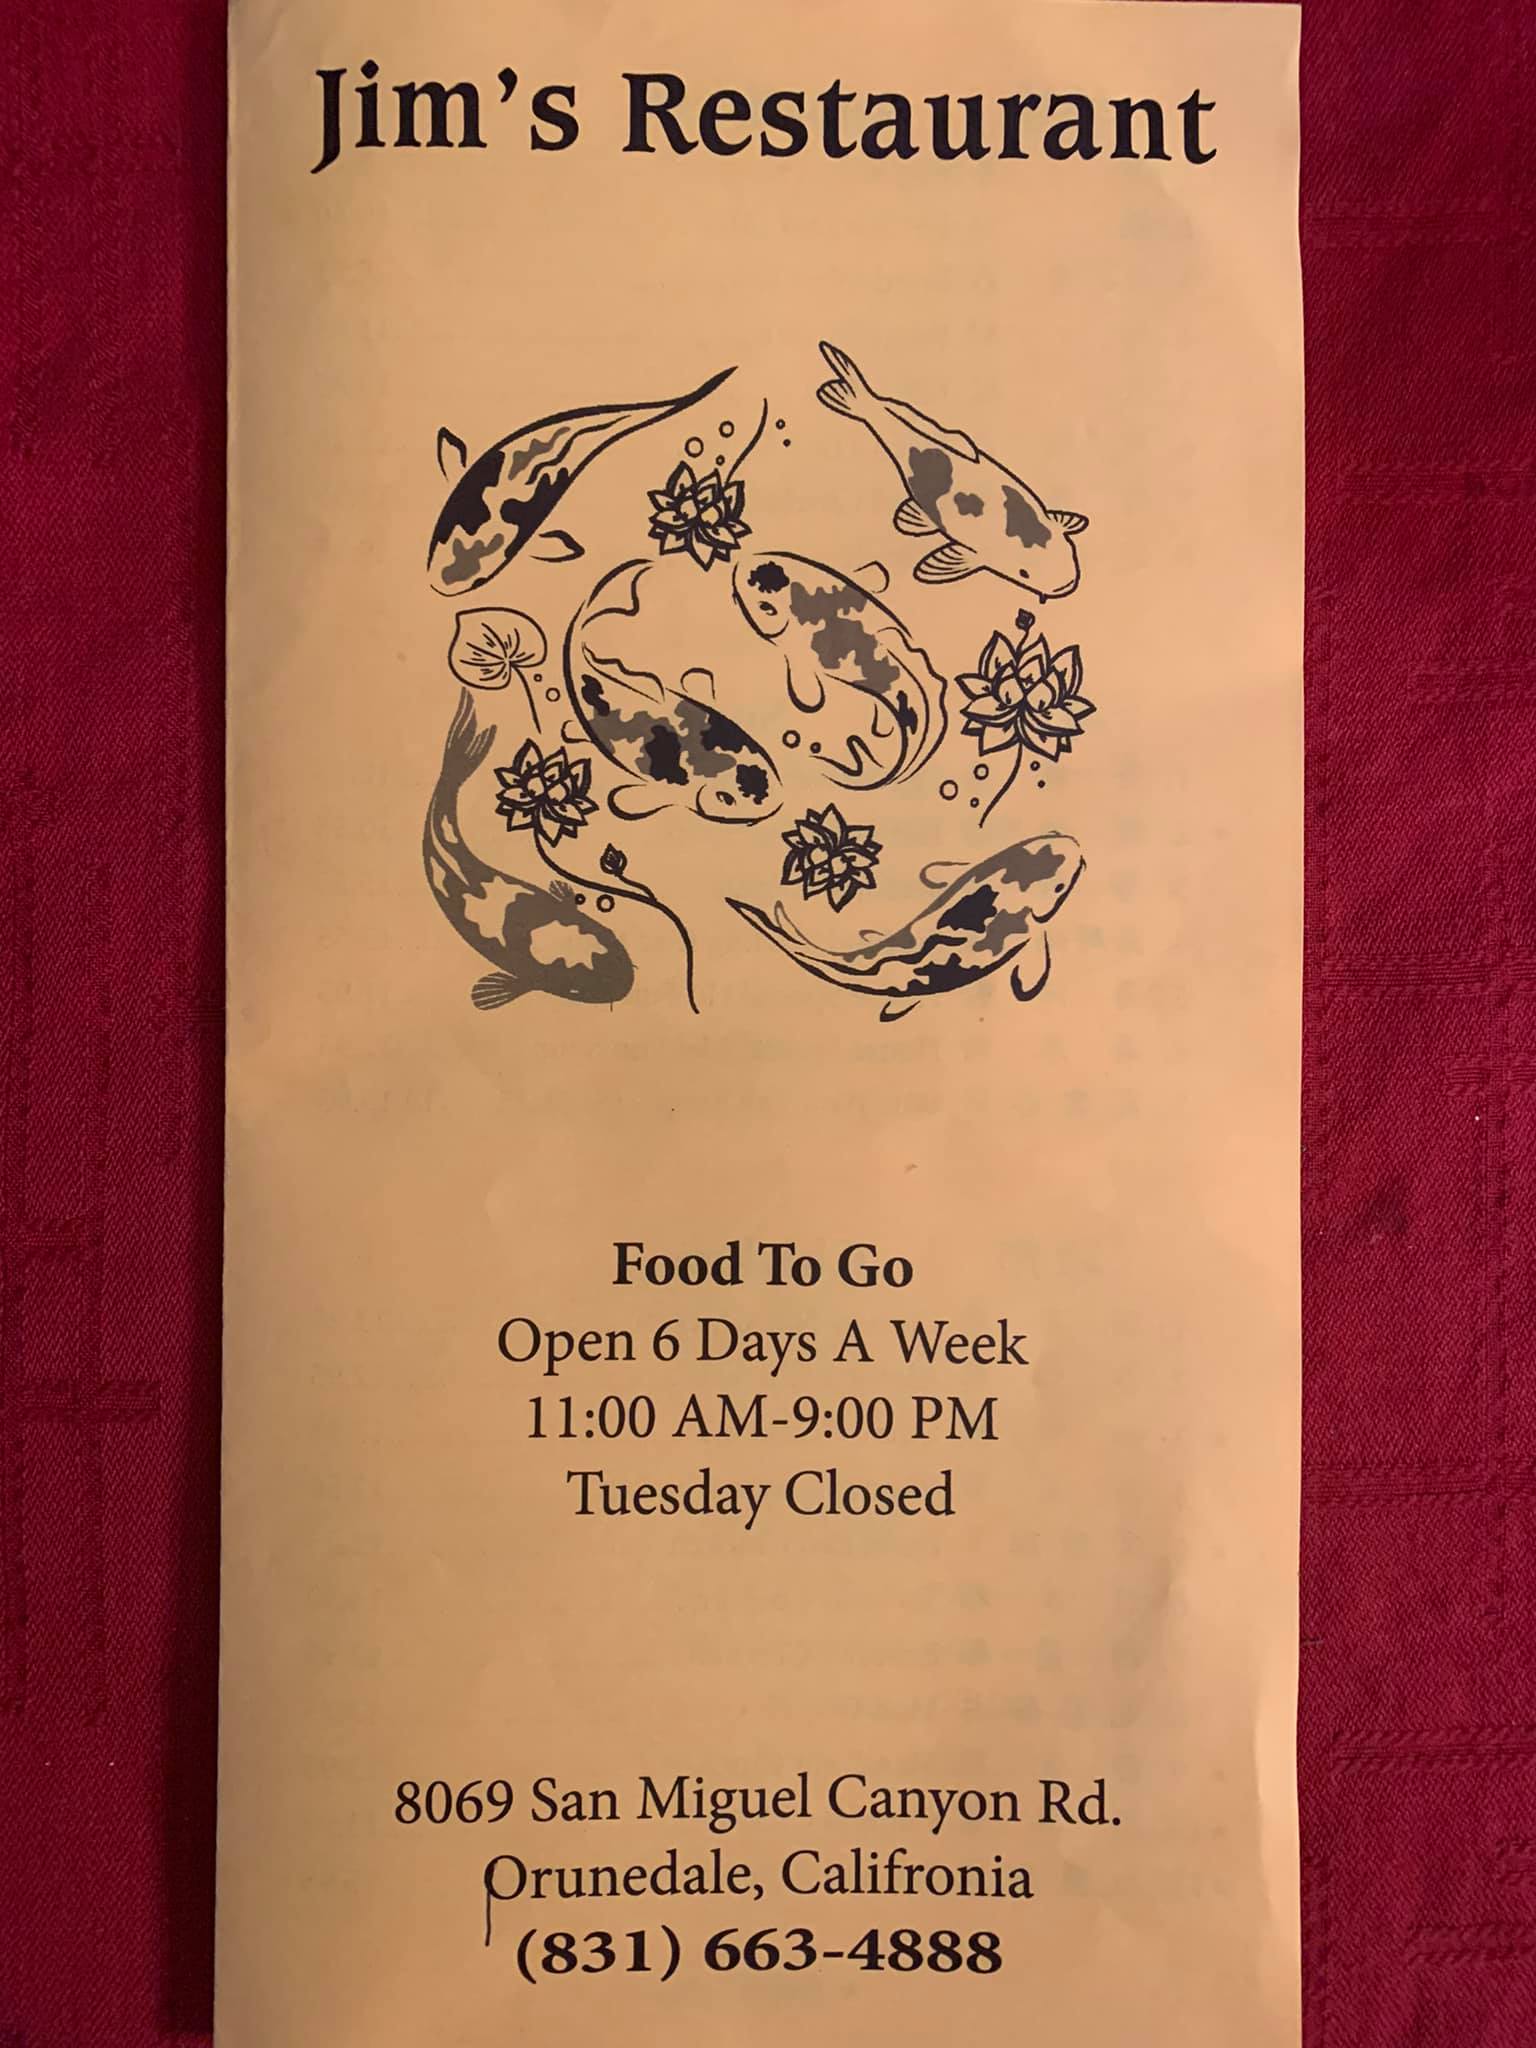 Jim's Restaurant
Food To Go
Open 6 Days A Week
11:00 AM-9:00 PM
Tuesday Closed
8069 San Miguel Canyon Rd.
Orunedale, Califronia
(831) 663-4888